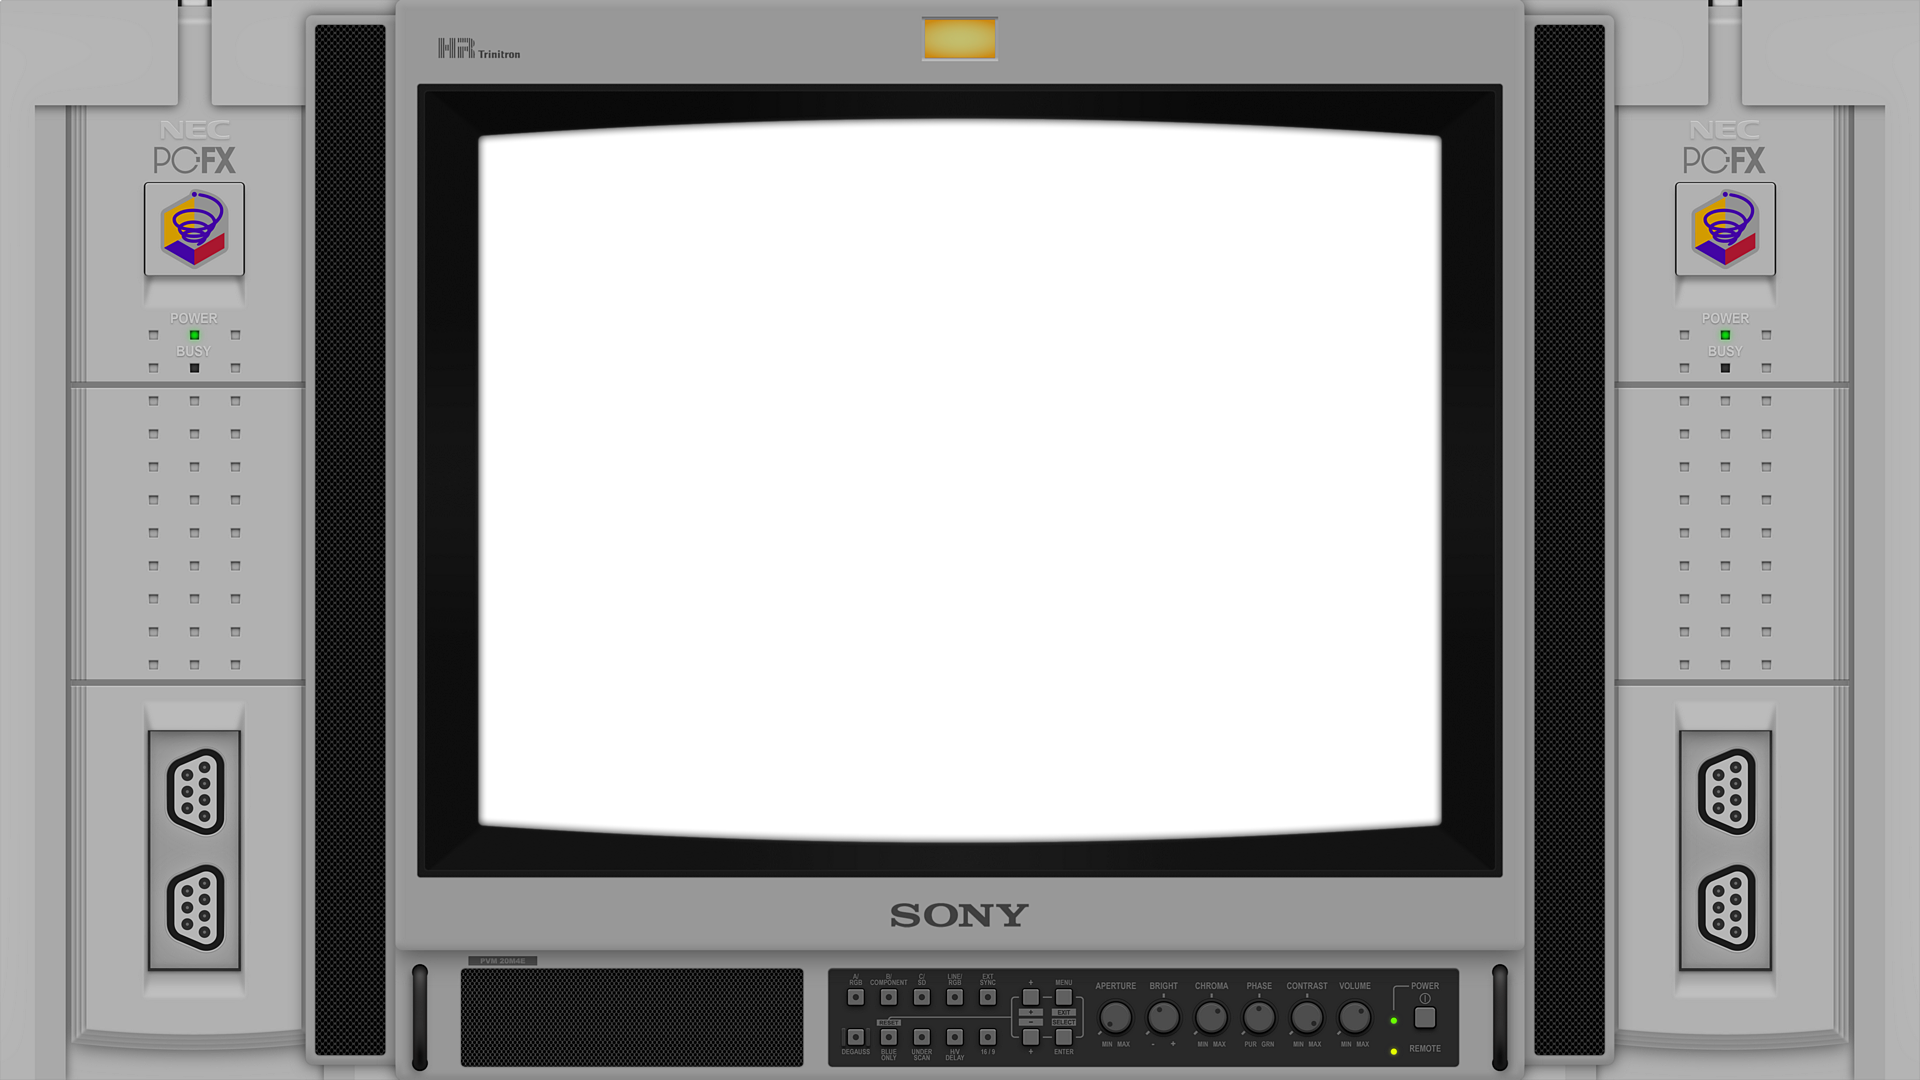 HR Trinitron
NEC
PC-FX
POWER
BUSY
NEC
PC-FX
POWER
BUSY
SONY
PVM 20M4E
A/
RGB
B/
COMPONENT
C/
SD
LINE/
RGB
EXT
SYNC
+
MENU
RESET
+
-
EXIT
SELECT
DEGAUSS
BLUE
ONLY
UNDER
SCAN
H/V
DELAY
16 / 9
+
ENTER
APERTURE
BRIGHT
CHROMA
PHASE
CONTRAST
VOLUME
MIN MAX
- +
MIN MAX
PUR GRN
MIN MAX
MIN MAX
POWER
REMOTE